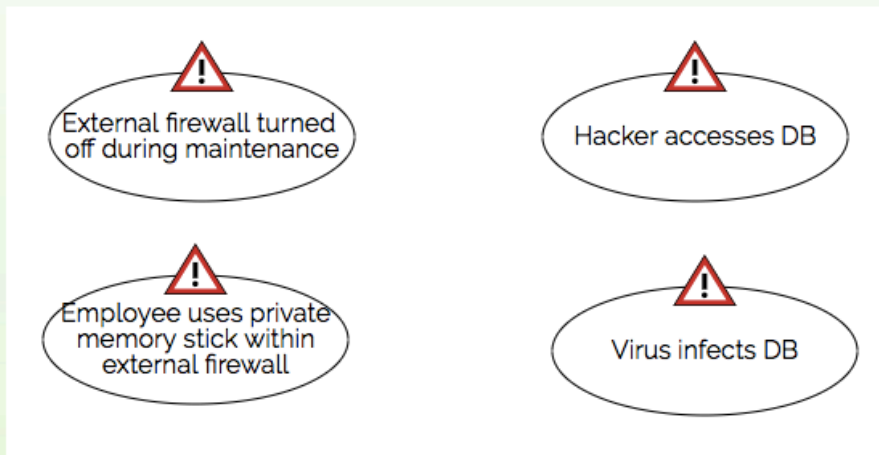 External firewall turned
off during maintenance
Hacker accesses DB
Employee uses private
memory stick within
external firewall
Virus infects DB